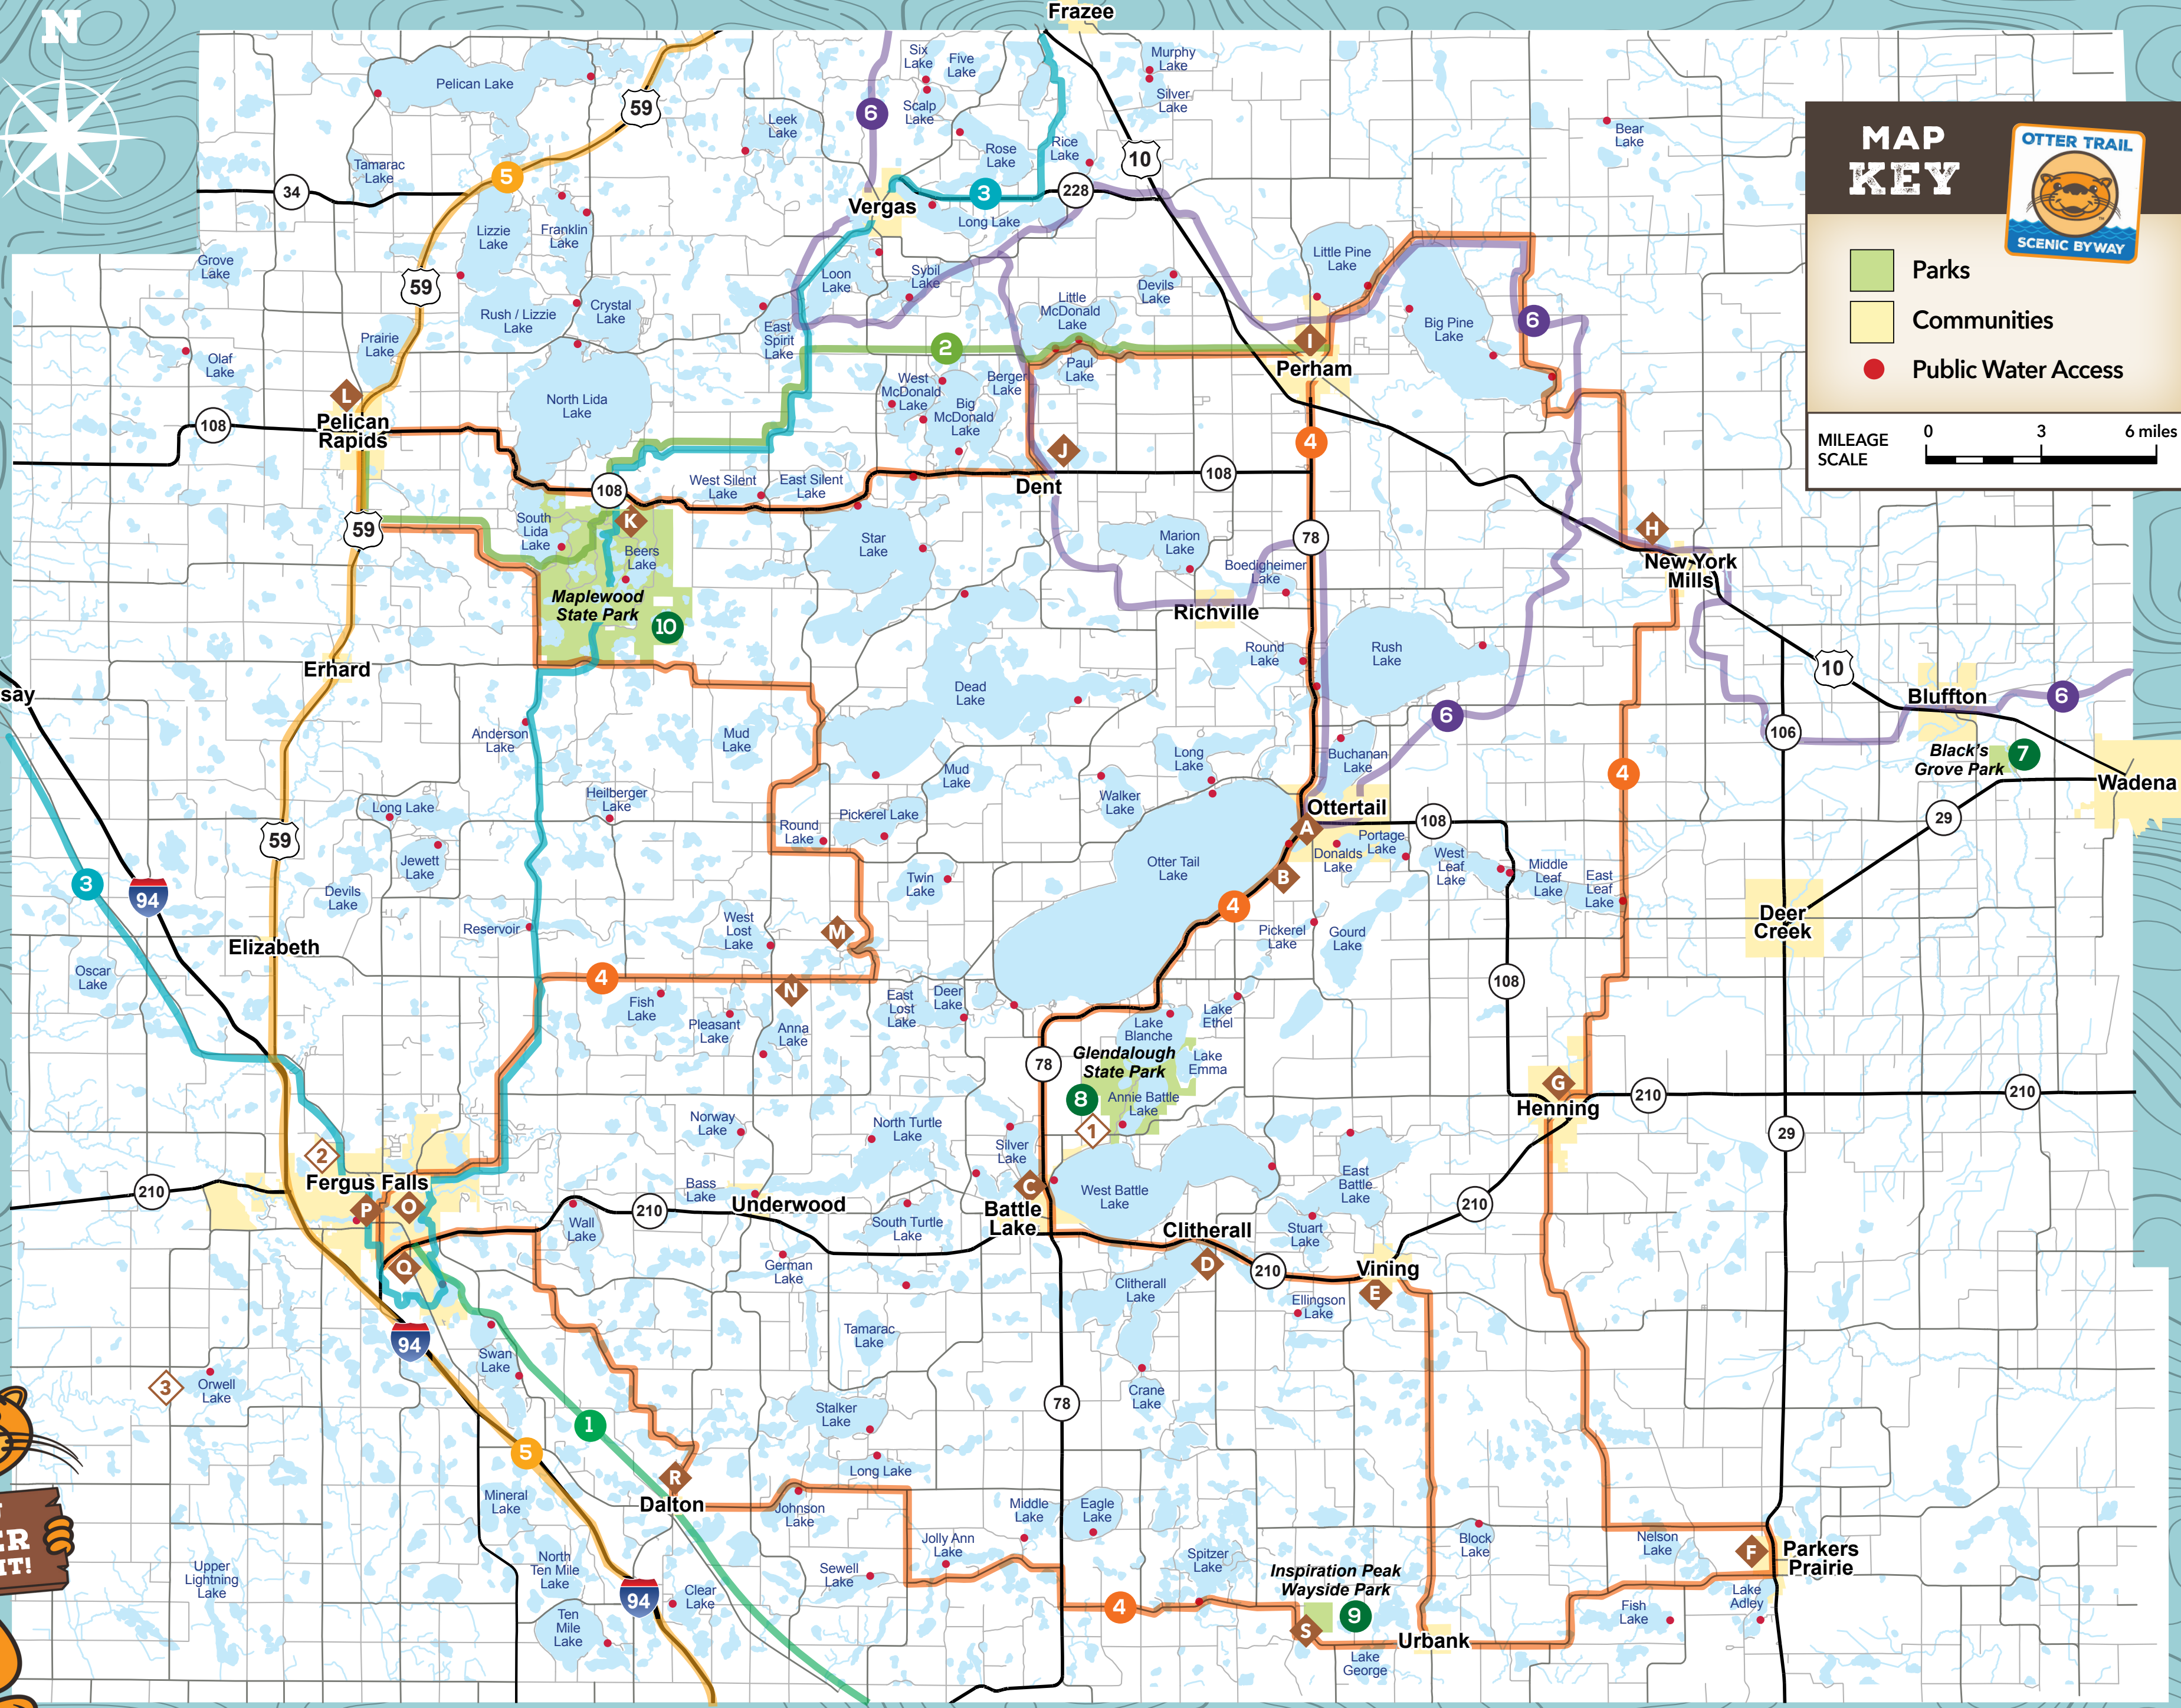 N
Frazee
Six
Lake
Five
Lake
Murphy
Lake
Pelican Lake
59
6
Scalp
Lake
Silver
Lake
Leek
Lake
Rose
Lake
Rice
Lake
10
Bear
Lake
MAP
KEY
OTTER TRAIL
SCENIC BYWAY
Parks
Communities
Public Water Access
MILEAGE
SCALE
0
3
6 miles
Tamarac
Lake
34
5
3
228
Vergas
Long Lake
Lizzie
Lake
Franklin
Lake
Grove
Lake
59
Loon
Lake
Sybil
Lake
Devils
Lake
Little Pine
Lake
Rush / Lizzie
Lake
Crystal
Lake
East
Spirit
Lake
Little
McDonald
Lake
Big Pine
Lake
6
Prairie
Lake
Olaf
Lake
2
I
Perham
Paul
Lake
Berger
Lake
West
McDonald
Lake
Big
McDonald
Lake
L
Pelican
Rapids
108
North Lida
Lake
4
J
Dent
108
108
West Silent
Lake
East Silent
Lake
K
59
South
Lida
Lake
Beers
Lake
Maplewood
State Park
10
Star
Lake
Marion
Lake
78
Boedigheimer
Lake
Richville
H
New York
Mills
Erhard
Round
Lake
Rush
Lake
say
Dead
Lake
6
10
Bluffton
6
106
Black's
Grove Park
7
Wadena
Anderson
Lake
Mud
Lake
Mud
Lake
Long
Lake
Buchanan
Lake
4
Walker
Lake
Ottertail
29
Long Lake
Heilberger
Lake
Pickerel Lake
Round
Lake
A
108
59
Jewett
Lake
Donalds
Lake
Portage
Lake
West
Leaf
Lake
Middle
Leaf
Lake
East
Leaf
Lake
Otter Tail
Lake
B
3
94
Devils
Lake
Twin
Lake
4
Deer
Creek
Reservoir
West
Lost
Lake
M
Pickerel
Lake
Gourd
Lake
Elizabeth
Oscar
Lake
4
N
108
Fish
Lake
Pleasant
Lake
Anna
Lake
East
Lost
Lake
Deer
Lake
Lake
Blanche
Lake
Ethel
78
Glendalough
State Park
Lake
Emma
8
Annie Battle
Lake
1
G
Henning
210
210
Norway
Lake
North Turtle
Lake
Silver
Lake
29
2
Fergus Falls
210
P
O
Bass
Lake
Underwood
C
Battle
Lake
West Battle
Lake
East
Battle
Lake
210
Wall
Lake
210
South Turtle
Lake
Stuart
Lake
Clitherall
D
210
Vining
E
Q
German
Lake
Clitherall
Lake
Ellingson
Lake
94
Swan
Lake
Tamarac
Lake
3
Orwell
Lake
Crane
Lake
78
1
Stalker
Lake
5
R
Dalton
Long Lake
Mineral
Lake
Johnson
Lake
Middle
Lake
Eagle
Lake
ER
IT!
Upper
Lightning
Lake
North
Ten Mile
Lake
Jolly Ann
Lake
Sewell
Lake
Spitzer
Lake
Block
Lake
Nelson
Lake
F
Parkers
Prairie
Inspiration Peak
Wayside Park
94
Clear
Lake
4
9
Lake
Adley
Fish
Lake
Ten
Mile
Lake
S
Urbank
Lake
George